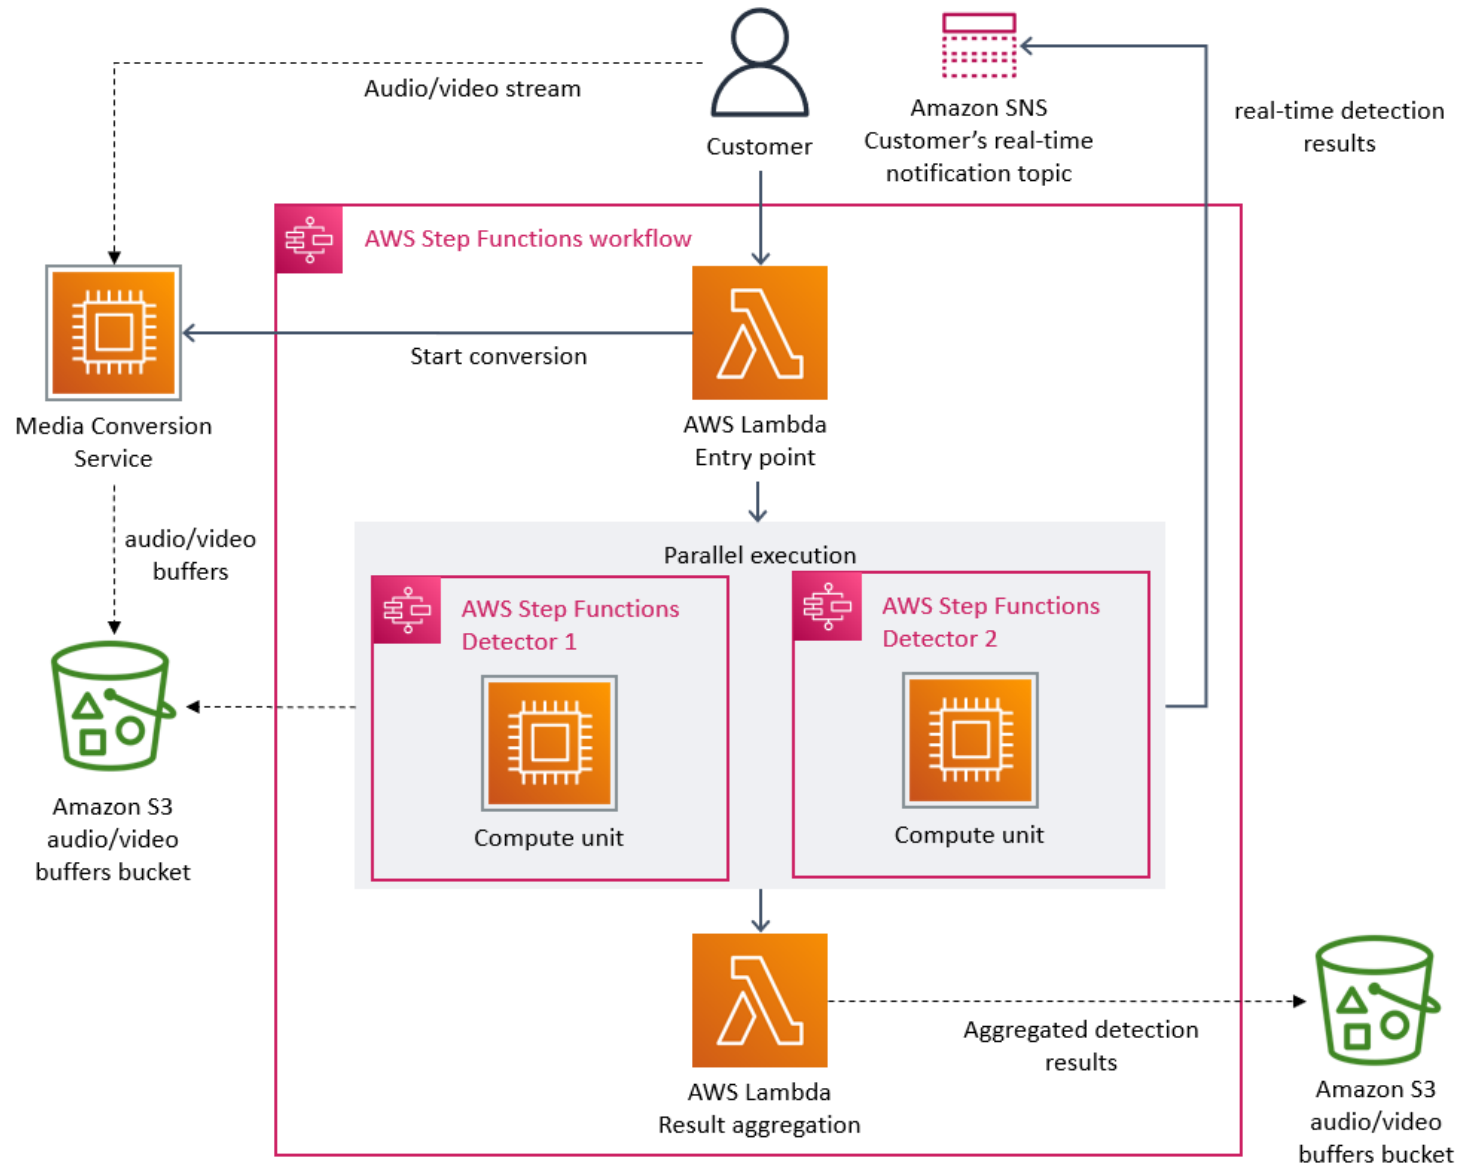 Audio/video stream
Customer
Amazon SNS
Customer’s real-time
notification topic
real-time detection
results
AWS Step Functions workflow
Start conversion
Media Conversion
Service
AWS Lambda
Entry point
audio/video
buffers
Parallel execution
AWS Step Functions
Detector 1
AWS Step Functions
Detector 2
Compute unit
Compute unit
Amazon S3
audio/video
buffers bucket
AWS Lambda
Result aggregation
Aggregated detection
results
Amazon S3
audio/video
buffers bucket